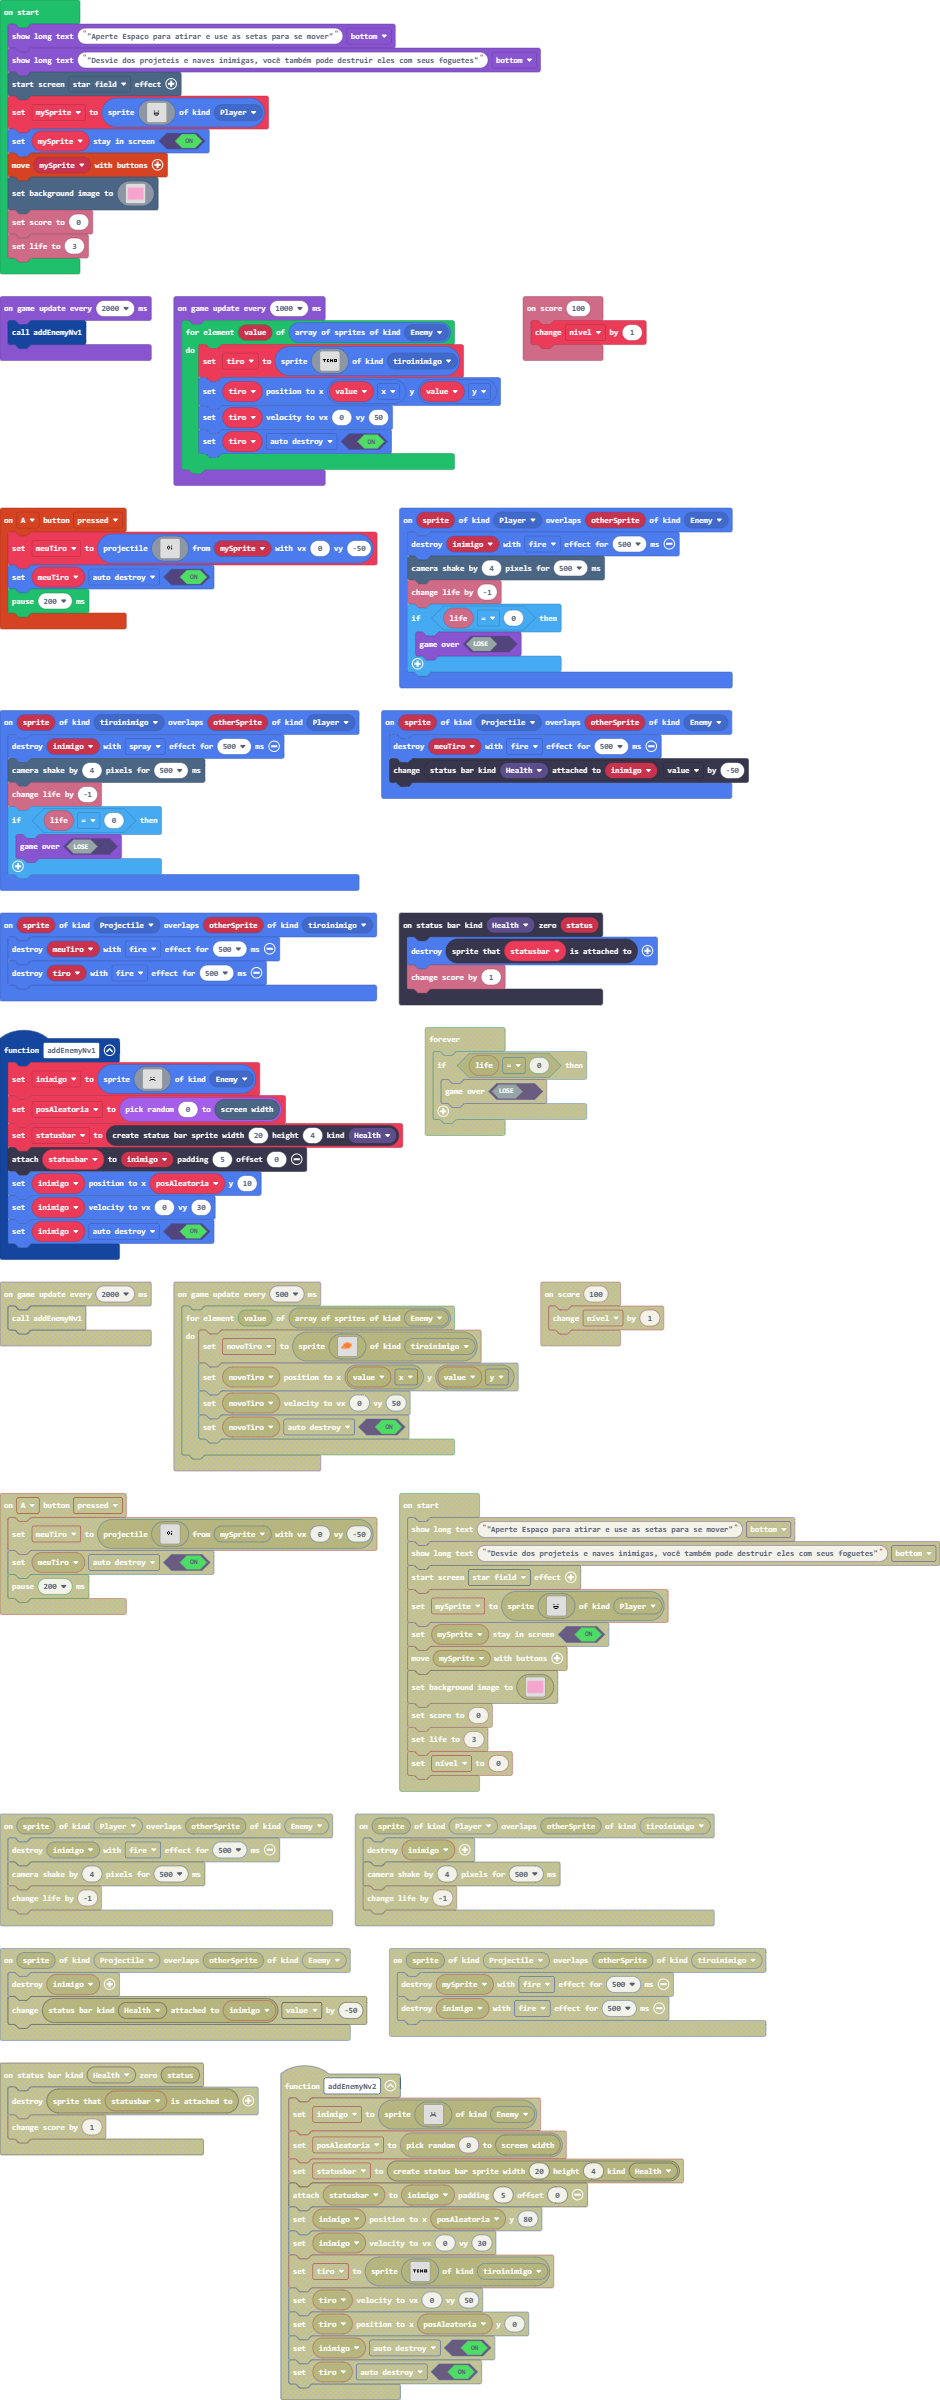 on start
show long text ""Aperte Espaço para atirar e use as setas para se mover"" bottom
show long text ""Desvie dos projeteis e naves inimigas, você também pode destruir eles com seus foguetes"" bottom
start screen star field effect
set mySprite to sprite of kind Player
set mySprite stay in screen ON
move mySprite with buttons
set background image to
set score to 0
set life to 3
on game update every 2000 ms
call addEnemyNv1
on game update every 1000 ms
for element value of array of sprites of kind Enemy
do
set tiro to sprite of kind tiroinimigo
set tiro position to x value x y value y
set tiro velocity to vx 0 vy 50
set tiro auto destroy ON
on score 100
change nivel by 1
on A button pressed
set meuTiro to projectile from mySprite with vx 0 vy -50
set meuTiro auto destroy ON
pause 200 ms
on sprite of kind Player overlaps otherSprite of kind Enemy
destroy inimigo with fire effect for 500 ms
camera shake by 4 pixels for 500 ms
change life by -1
if life = 0 then
game over LOSE
on sprite of kind tiroinimigo overlaps otherSprite of kind Player
destroy inimigo with spray effect for 500 ms
camera shake by 4 pixels for 500 ms
change life by -1
if life = 0 then
game over LOSE
on sprite of kind Projectile overlaps otherSprite of kind Enemy
destroy meuTiro with fire effect for 500 ms
change status bar kind Health attached to inimigo value by -50
on sprite of kind Projectile overlaps otherSprite of kind tiroinimigo
destroy meuTiro with fire effect for 500 ms
destroy tiro with fire effect for 500 ms
on status bar kind Health zero status
destroy sprite that statusbar is attached to
change score by 1
function addEnemyNv1
set inimigo to sprite of kind Enemy
set posAleatoria to pick random 0 to screen width
set statusbar to create status bar sprite width 20 height 4 kind Health
attach statusbar to inimigo padding 5 offset 0
set inimigo position to x posAleatoria y 10
set inimigo velocity to vx 0 vy 30
set inimigo auto destroy ON
forever
if life = 0 then
game over LOSE
on game update every 2000 ms
call addEnemyNv1
on game update every 500 ms
for element value of array of sprites of kind Enemy
do
set novoTiro to sprite of kind tiroinimigo
set novoTiro position to x value x y value y
set novoTiro velocity to vx 0 vy 50
set novoTiro auto destroy ON
on score 100
change nivel by 1
on A button pressed
set meuTiro to projectile from mySprite with vx 0 vy -50
set meuTiro auto destroy ON
pause 200 ms
on start
show long text ""Aperte Espaço para atirar e use as setas para se mover"" bottom
show long text ""Desvie dos projeteis e naves inimigas, você também pode destruir eles com seus foguetes"" bottom
start screen star field effect
set mySprite to sprite of kind Player
set mySprite stay in screen ON
move mySprite with buttons
set background image to
set score to 0
set life to 3
set nivel to 0
on sprite of kind Player overlaps otherSprite of kind Enemy
destroy inimigo with fire effect for 500 ms
camera shake by 4 pixels for 500 ms
change life by -1
on sprite of kind Player overlaps otherSprite of kind tiroinimigo
destroy inimigo
camera shake by 4 pixels for 500 ms
change life by -1
on sprite of kind Projectile overlaps otherSprite of kind Enemy
destroy inimigo
change status bar kind Health attached to inimigo value by -50
on sprite of kind Projectile overlaps otherSprite of kind tiroinimigo
destroy mySprite with fire effect for 500 ms
destroy inimigo with fire effect for 500 ms
on status bar kind Health zero status
destroy sprite that statusbar is attached to
change score by 1
function addEnemyNv2
set inimigo to sprite of kind Enemy
set posAleatoria to pick random 0 to screen width
set statusbar to create status bar sprite width 20 height 4 kind Health
attach statusbar to inimigo padding 5 offset 0
set inimigo position to x posAleatoria y 80
set inimigo velocity to vx 0 vy 30
set tiro to sprite of kind tiroinimigo
set tiro velocity to vx 0 vy 50
set tiro position to x posAleatoria y 0
set inimigo auto destroy ON
set tiro auto destroy ON